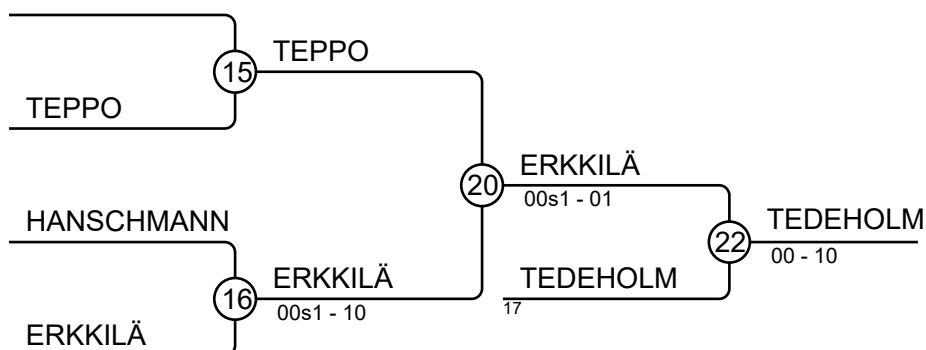 TEPPO
15
TEPPO
ERKKILÄ
20
00s1 - 01
HANSCHMANN
TEDEHOLM
22
00 - 10
ERKKILÄ
TEDEHOLM
16
00s1 - 10
17
ERKKILÄ